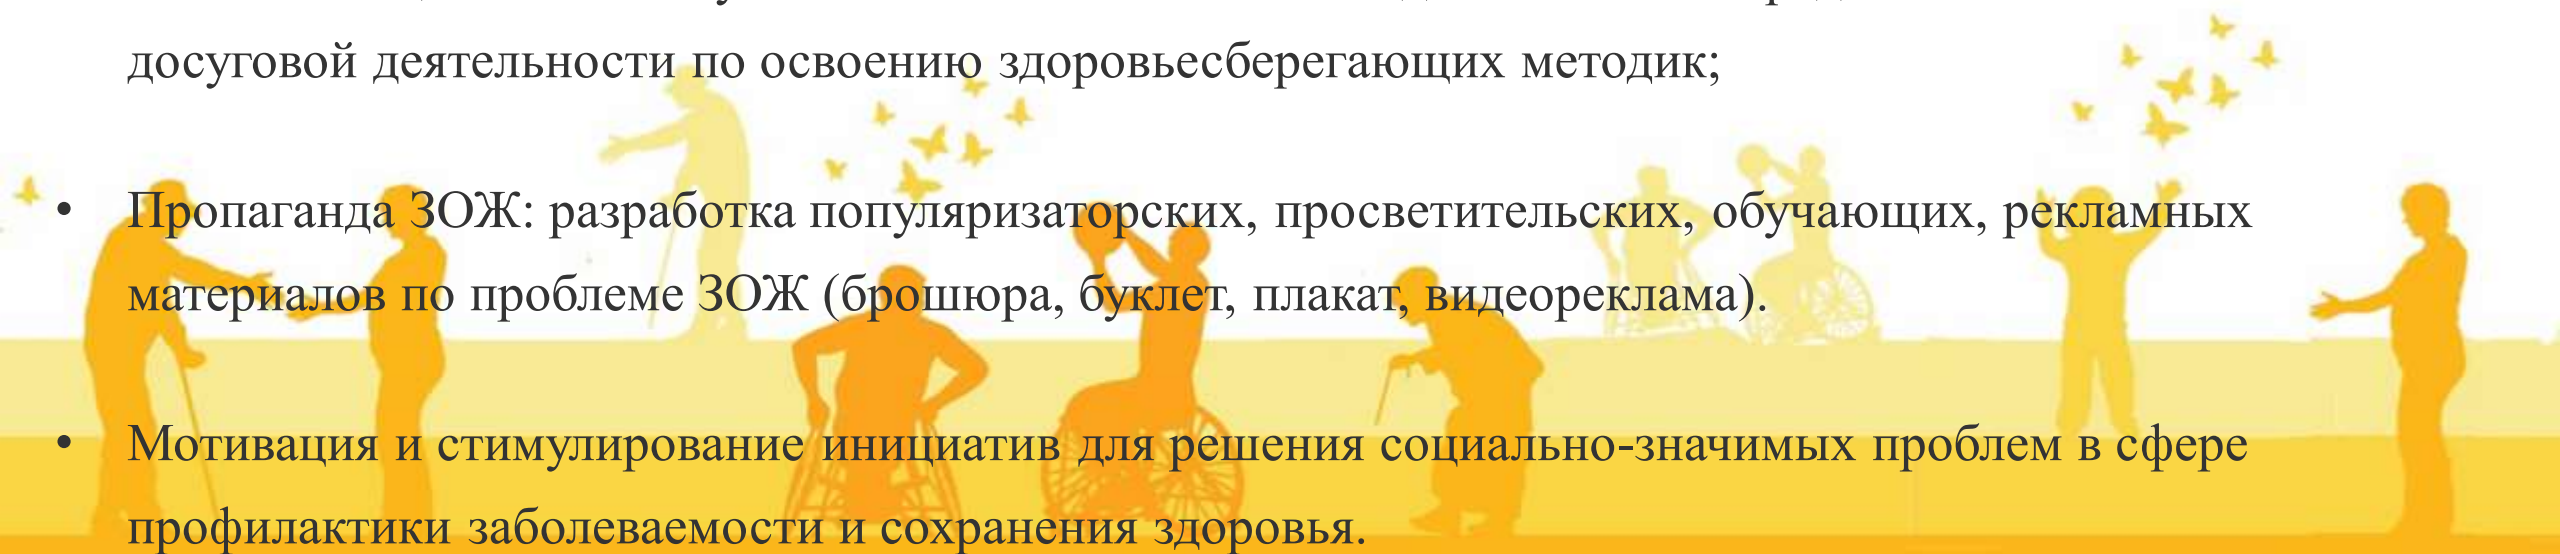 досуговой деятельности по освоению здоровьесберегающих методик;
• Пропаганда ЗОЖ: разработка популяризаторских, просветительских, обучающих, рекламных
материалов по проблеме ЗОЖ (брошюра, буклет, плакат, видеореклама).
• Мотивация и стимулирование инициатив для решения социально-значимых проблем в сфере
профилактики заболеваемости и сохранения здоровья.